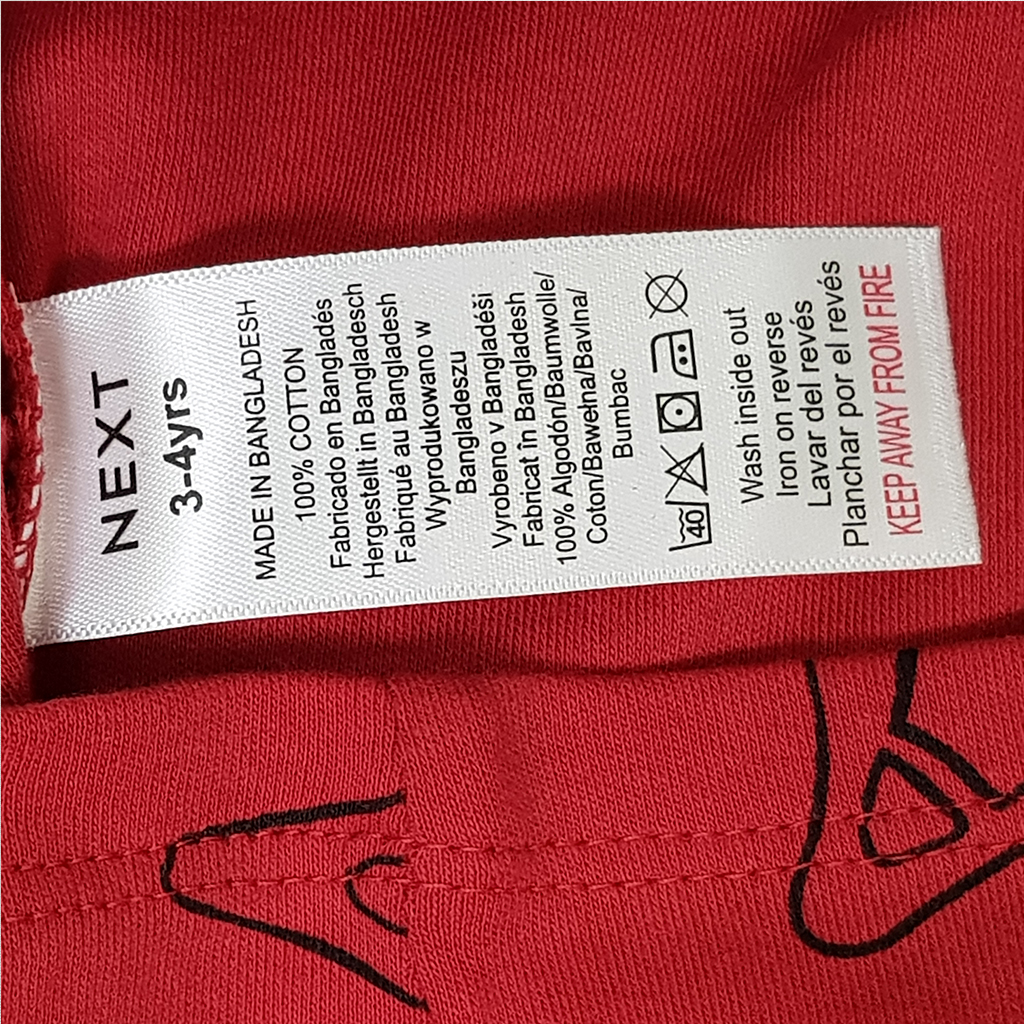 NEXT
3-4yrs
MADE IN BANGLADESH
100% COTTON
Fabricado en Bangladés
Hergestellt in Bangladesch
Fabriqué au Bangladesh
Wyprodukowano w
Bangladeszu
Vyrobeno v Bangladéši
Fabricat în Bangladesh
100% Algodón/Baumwolle/
Coton/Bawełna/Bavlna/
Bumbac
40
Wash inside out
Iron on reverse
Lavar del revés
Planchar por el revés
KEEP AWAY FROM FIRE